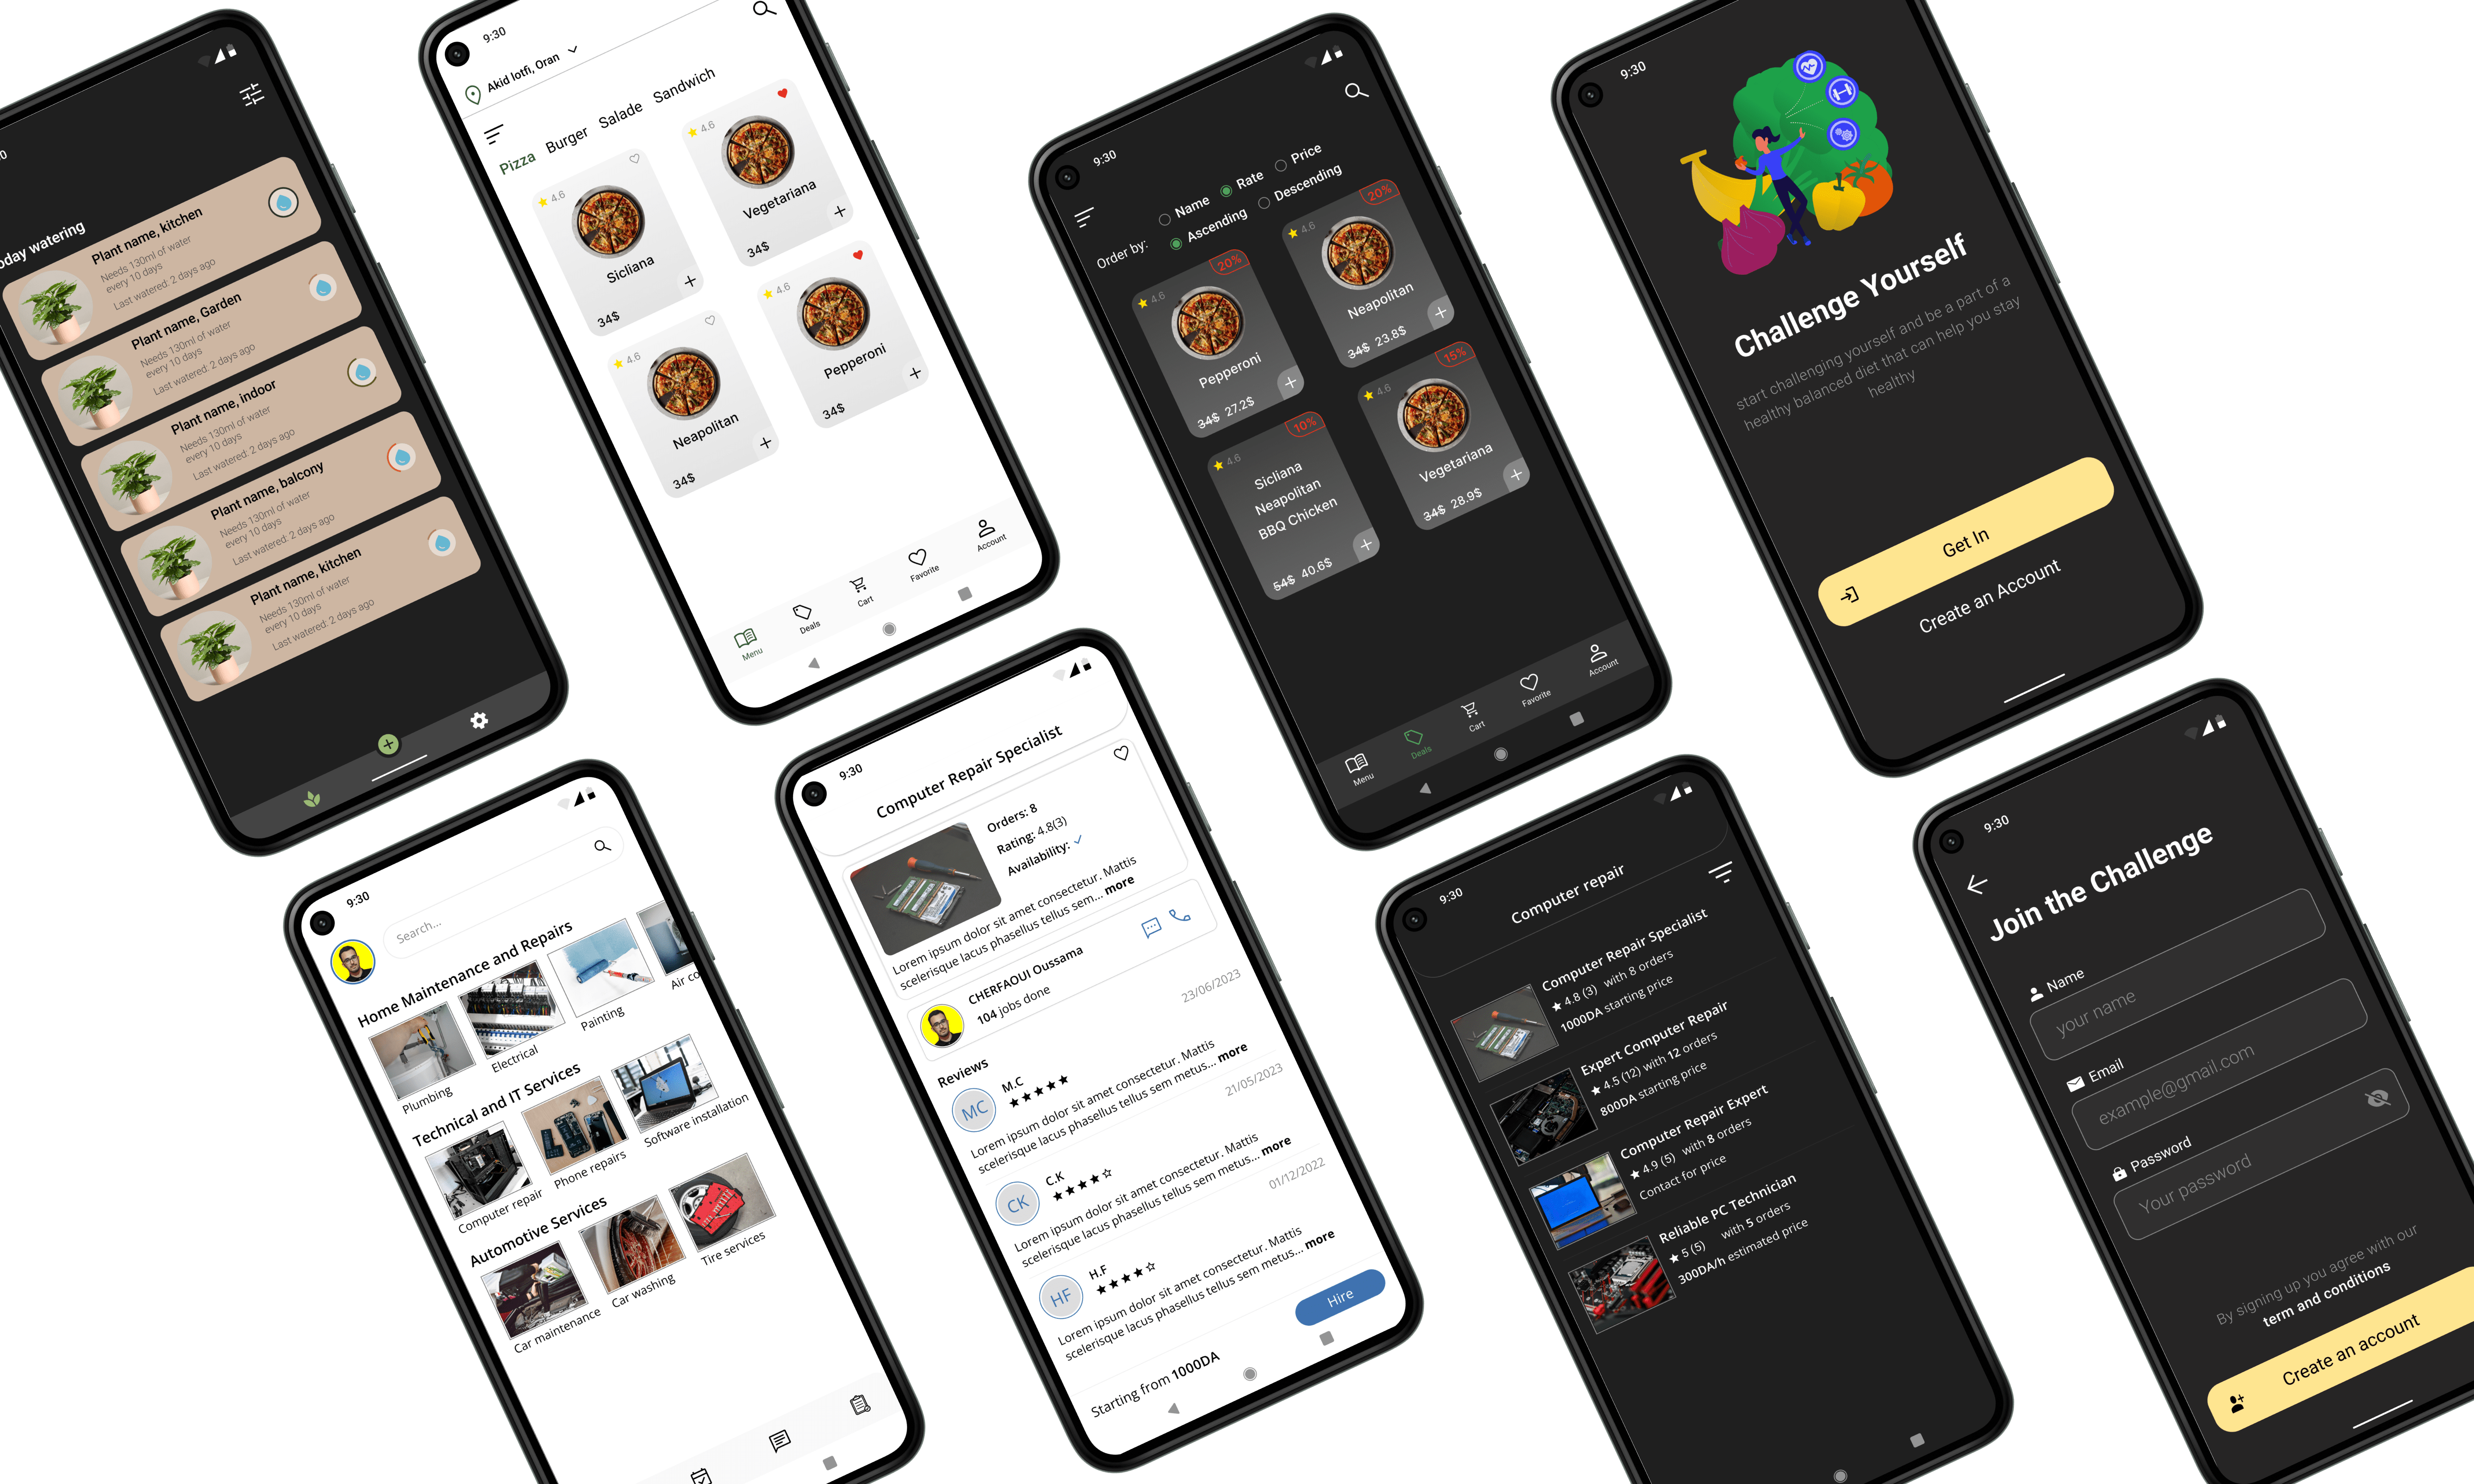 oday watering
Plant name, kitchen
Needs 130ml of water
every 10 days
Last watered: 2 days ago
Plant name, Garden
Needs 130ml of water
every 10 days
Last watered: 2 days ago
Plant name, indoor
Needs 130ml of water
every 10 days
Last watered: 2 days ago
Plant name, balcony
Needs 130ml of water
every 10 days
Last watered: 2 days ago
Plant name, kitchen
Needs 130ml of water
every 10 days
Last watered: 2 days ago
9:30
Akid lotfi, Oran
Pizza Burger Salade Sandwich
4.6
Sicliana
34$
4.6
Vegetariana
34$
4.6
Neapolitan
34$
4.6
Pepperoni
34$
Menu Deals Cart Favorite Account
9:30
Order by: Name Rate Price
Ascending Descending
4.6 20%
Pepperoni
34$ 27.2$
4.6 20%
Neapolitan
34$ 23.8$
4.6 10%
Sicliana
Neapolitan
BBQ Chicken
54$ 40.6$
4.6 15%
Vegetariana
34$ 28.9$
Menu Deals Cart Favorite Account
9:30
Challenge Yourself
start challenging yourself and be a part of a
healthy balanced diet that can help you stay
healthy
Get In
Create an Account
9:30
Search...
Home Maintenance and Repairs
Plumbing Electrical Painting Air co
Technical and IT Services
Computer repair Phone repairs Software installation
Automotive Services
Car maintenance Car washing Tire services
9:30
Computer Repair Specialist
Orders: 8
Rating: 4.8(3)
Availability:
Lorem ipsum dolor sit amet consectetur. Mattis
scelerisque lacus phasellus tellus sem... more
CHERFAOUI Oussama
104 jobs done
Reviews
23/06/2023
MC
M.C
Lorem ipsum dolor sit amet consectetur. Mattis
scelerisque lacus phasellus tellus sem metus... more
21/05/2023
CK
C.K
Lorem ipsum dolor sit amet consectetur. Mattis
scelerisque lacus phasellus tellus sem metus... more
01/12/2022
HF
H.F
Lorem ipsum dolor sit amet consectetur. Mattis
scelerisque lacus phasellus tellus sem metus... more
Starting from 1000DA
Hire
9:30
Computer repair
Computer Repair Specialist
4.8 (3) with 8 orders
1000DA starting price
Expert Computer Repair
4.5 (12) with 12 orders
800DA starting price
Computer Repair Expert
4.9 (5) with 8 orders
Contact for price
Reliable PC Technician
5 (5) with 5 orders
300DA/h estimated price
9:30
Join the Challenge
Name
your name
Email
example@gmail.com
Password
Your password
By signing up you agree with our
term and conditions
Create an account